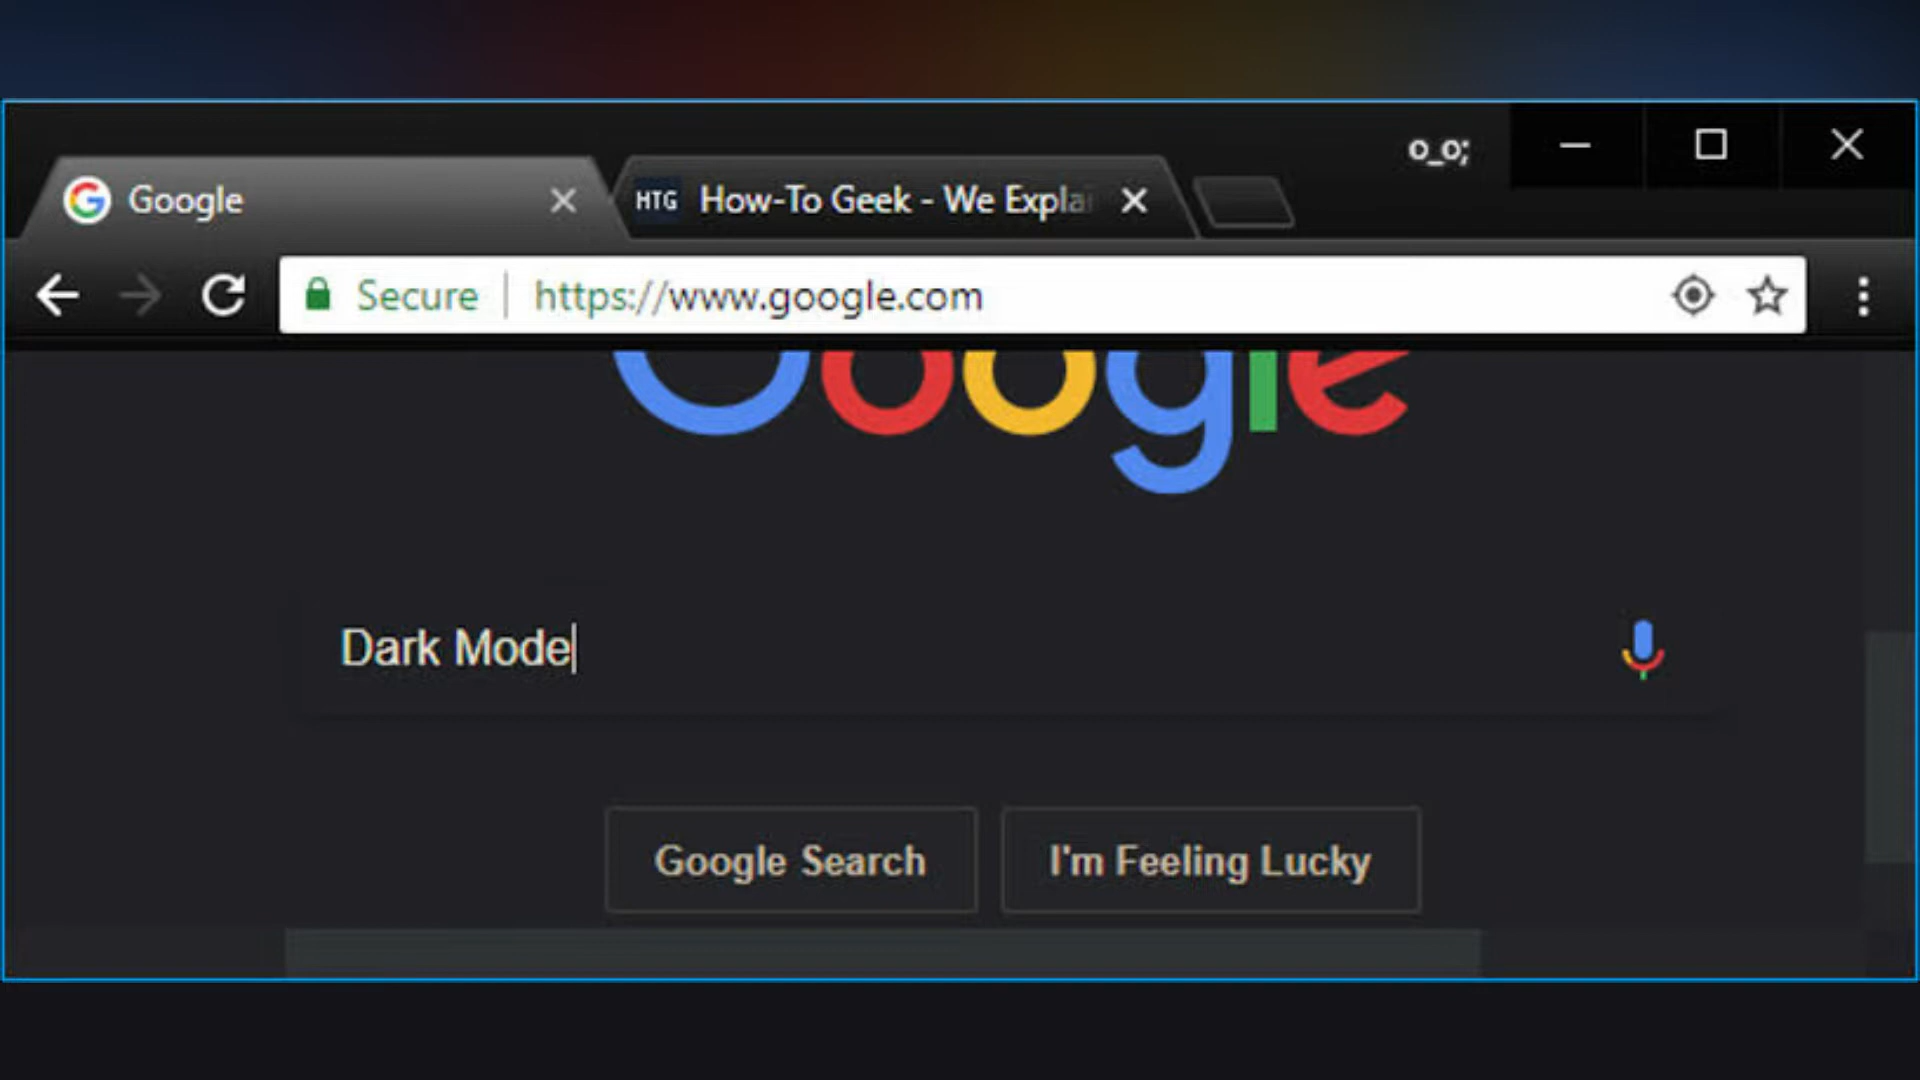 o_o;
Google
HTG How-To Geek - We Expla
Secure https://www.google.com
Google
Dark Mode
Google Search
I'm Feeling Lucky